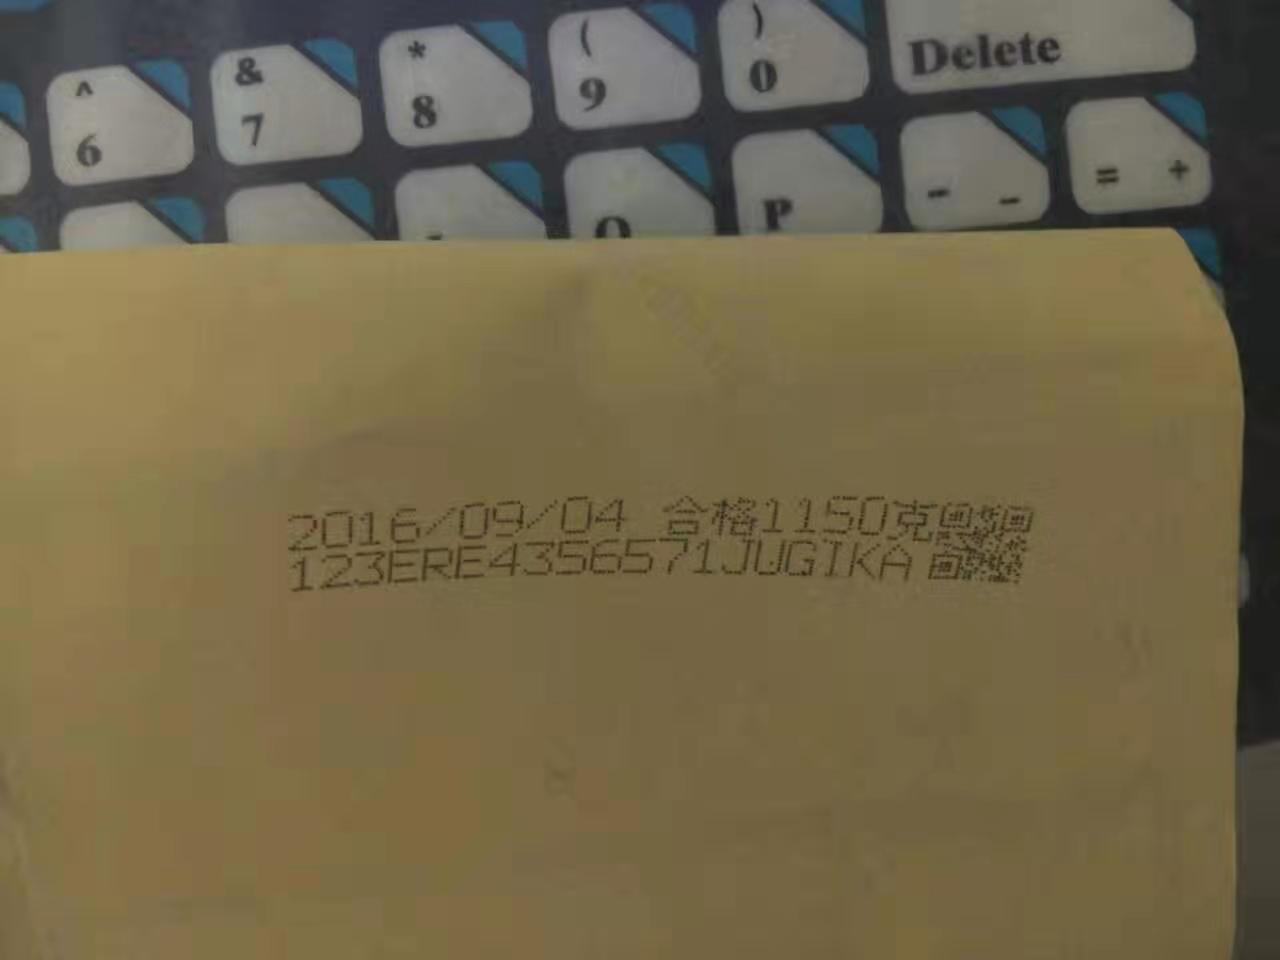 ^ & * ( )
6 7 8 9 0 Delete
O P - _ = +
2016/09/04 合格1150克
123ERE4356571JUGIKA